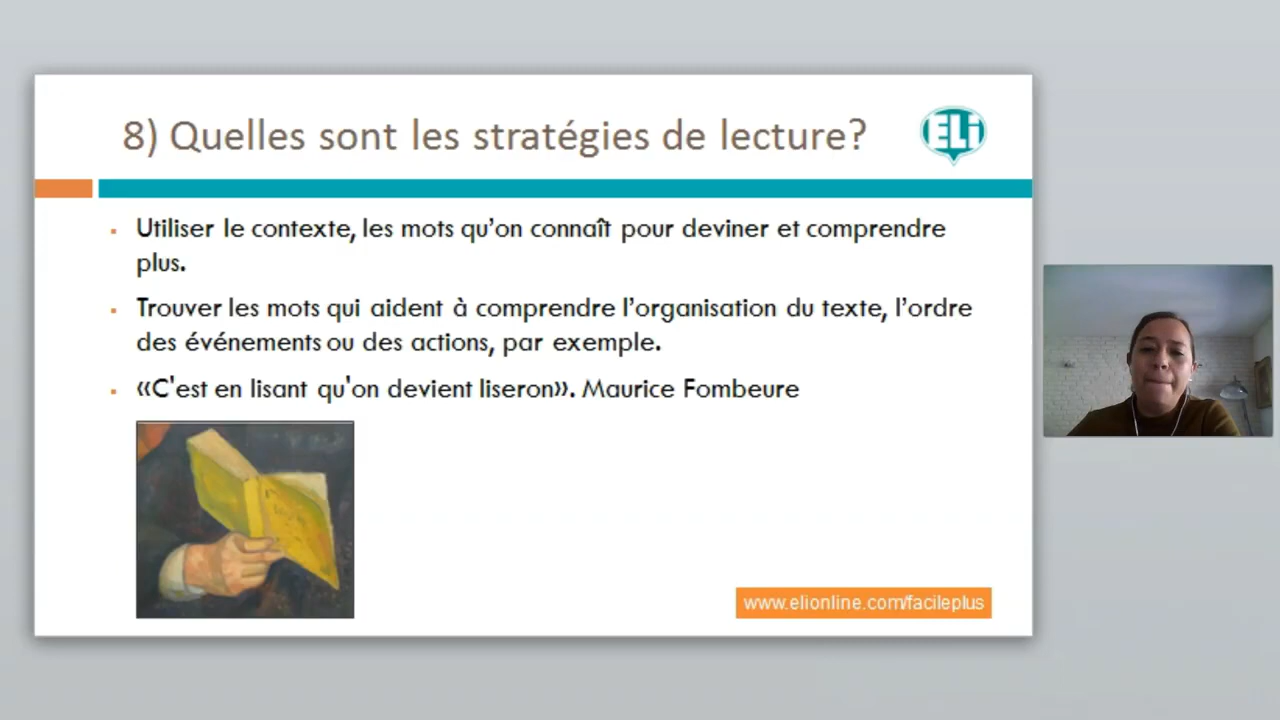 8) Quelles sont les stratégies de lecture?
ELi
Utiliser le contexte, les mots qu’on connaît pour deviner et comprendre
plus.
Trouver les mots qui aident à comprendre l’organisation du texte, l’ordre
des événements ou des actions, par exemple.
«C'est en lisant qu'on devient liseron». Maurice Fombeure
www.elionline.com/facileplus